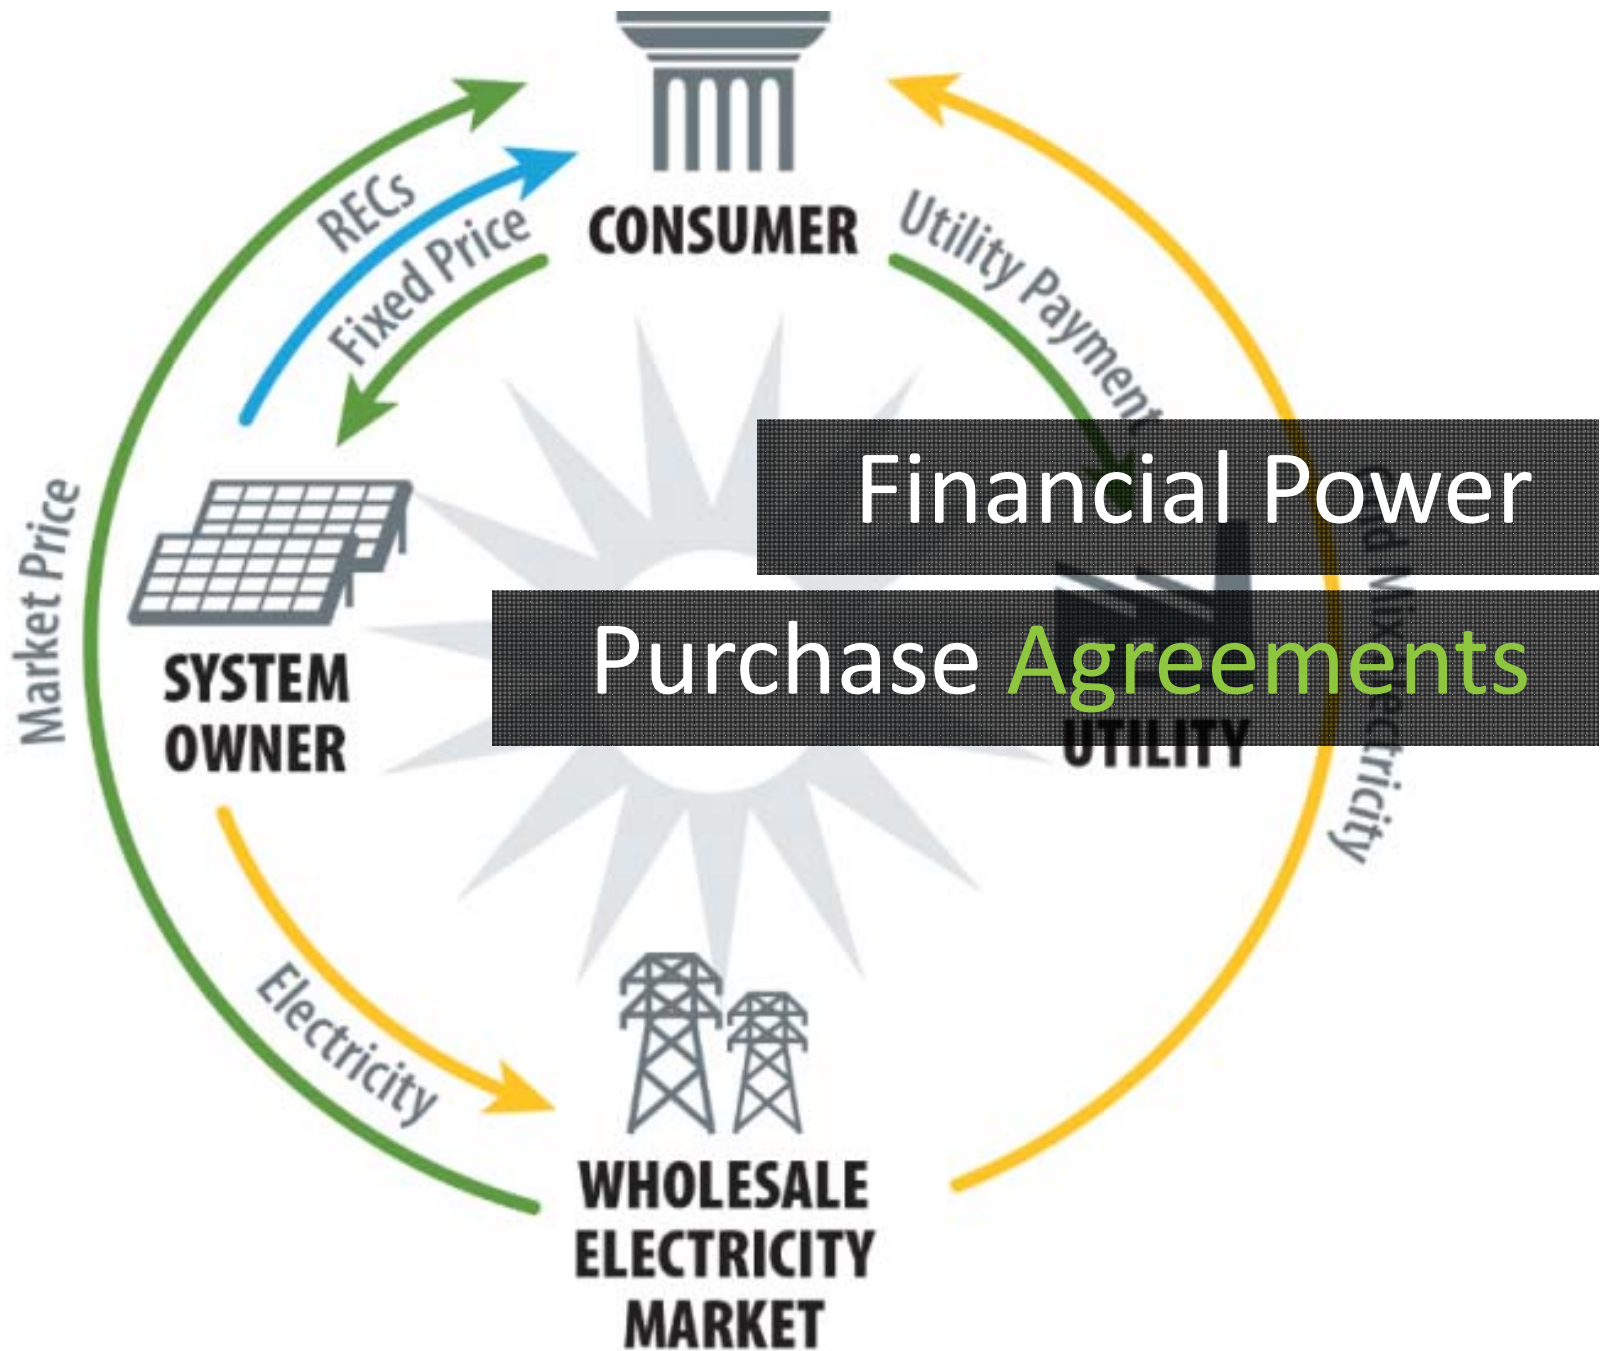 RECs
Fixed Price
CONSUMER
Utility Payment
Financial Power
Purchase Agreements
Market Price
SYSTEM
OWNER
UTILITY
Electricity
WHOLESALE
ELECTRICITY
MARKET